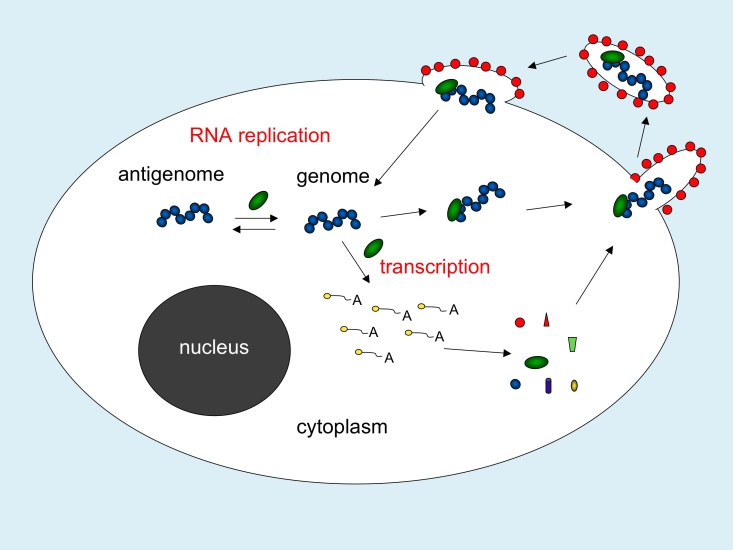 RNA replication
antigenome
genome
transcription
A
A
A
A
A
A
nucleus
cytoplasm